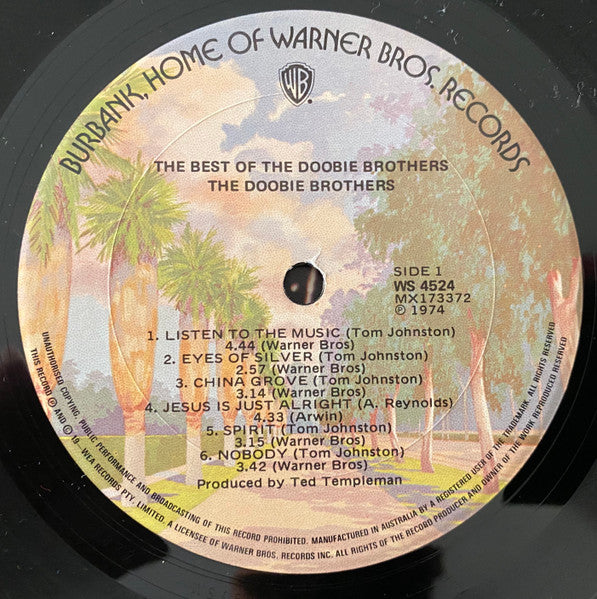 BURBANK, HOME OF WARNER BROS. RECORDS
WB
THE BEST OF THE DOOBIE BROTHERS
THE DOOBIE BROTHERS
SIDE 1
WS 4524
MX173372
Ⓟ 1974
1. LISTEN TO THE MUSIC (Tom Johnston)
4.44 (Warner Bros)
2. EYES OF SILVER (Tom Johnston)
2.57 (Warner Bros)
3. CHINA GROVE (Tom Johnston)
3.14 (Warner Bros)
4. JESUS IS JUST ALRIGHT (A. Reynolds)
4.33 (Arwin)
5. SPIRIT (Tom Johnston)
3.15 (Warner Bros)
6. NOBODY (Tom Johnston)
3.42 (Warner Bros)
Produced by Ted Templeman
UNAUTHORISED COPYING, PUBLIC PERFORMANCE AND BROADCASTING OF THIS RECORD PROHIBITED. MANUFACTURED IN AUSTRALIA BY A REGISTERED USER OF THE TRADEMARK. ALL RIGHTS RESERVED
THIS RECORD Ⓟ AND © 19 - WEA RECORDS PTY. LIMITED, A LICENSEE OF WARNER BROS. RECORDS INC. ALL RIGHTS OF THE RECORD PRODUCER AND OWNER OF THE WORK REPRODUCED RESERVED